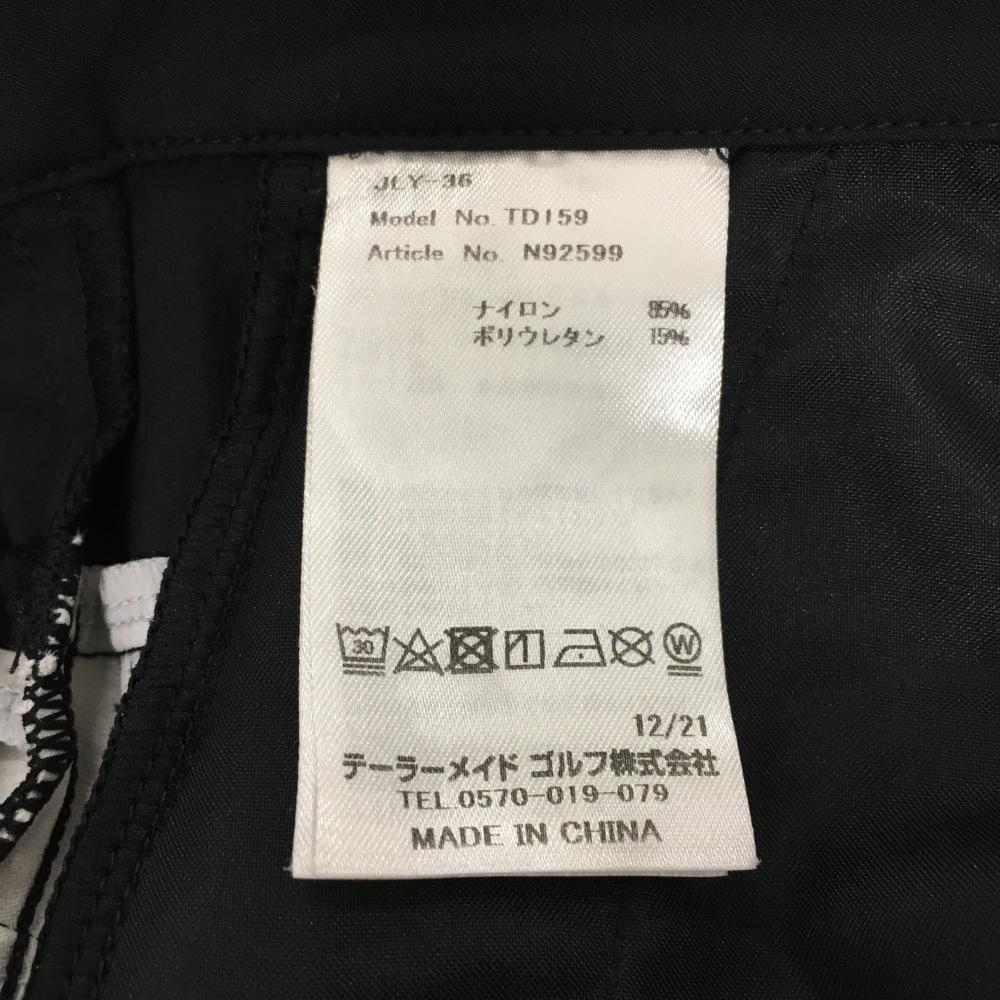 JLY-36
Model No. TD159
Article No. N92599
ナイロン 85%
ポリウレタン 15%
30
W
12/21
テーラーメイド ゴルフ株式会社
TEL.0570-019-079
MADE IN CHINA